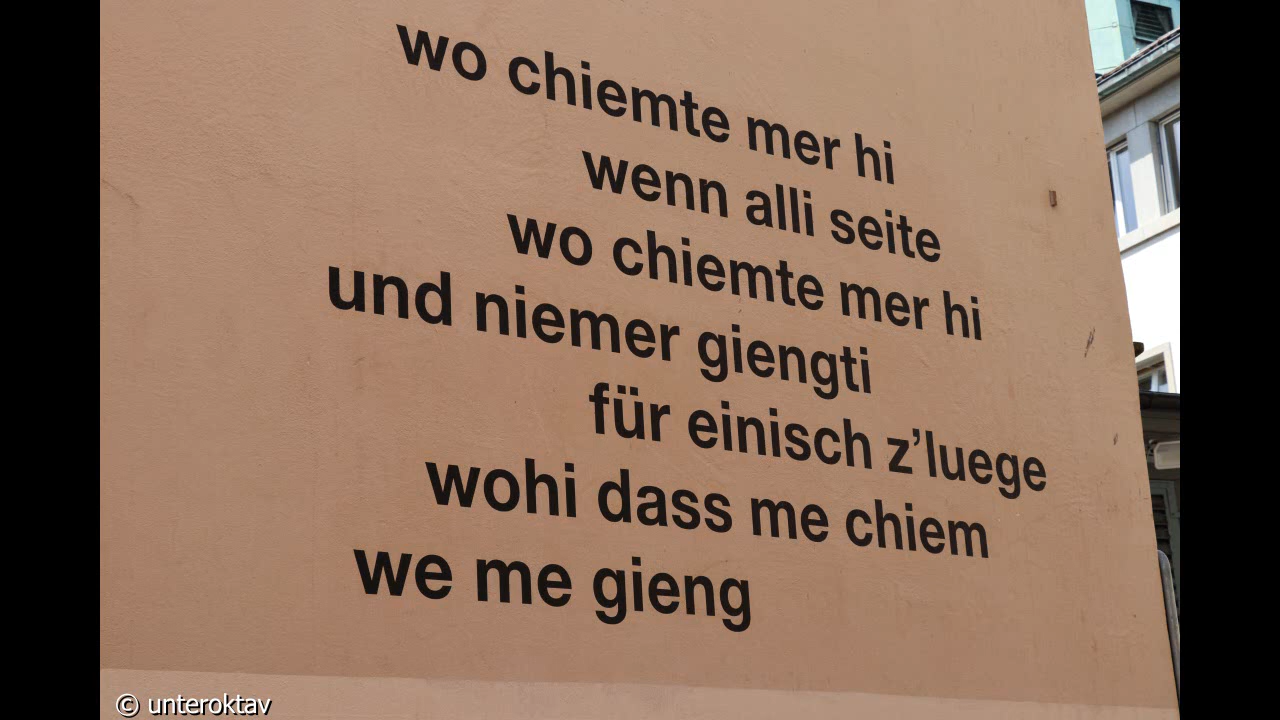 wo chiemte mer hi
wenn alli seite
wo chiemte mer hi
und niemer giengti
für einisch z’luege
wohi dass me chiem
we me gieng
© unteroktav